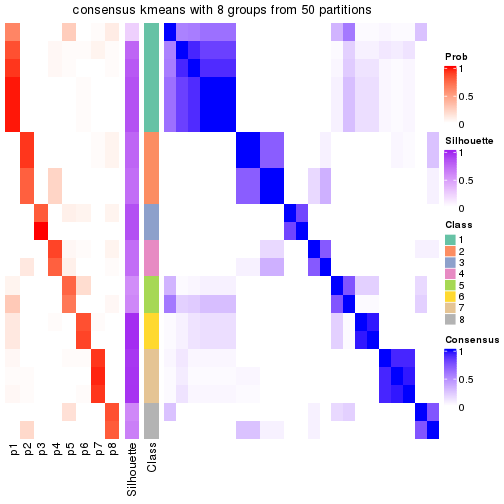 consensus kmeans with 8 groups from 50 partitions
Prob
1
0.5
0
Silhouette
1
0.5
0
Class
1
2
3
4
5
6
7
8
Consensus
1
0.5
0
p1
p2
p3
p4
p5
p6
p7
p8
Silhouette
Class